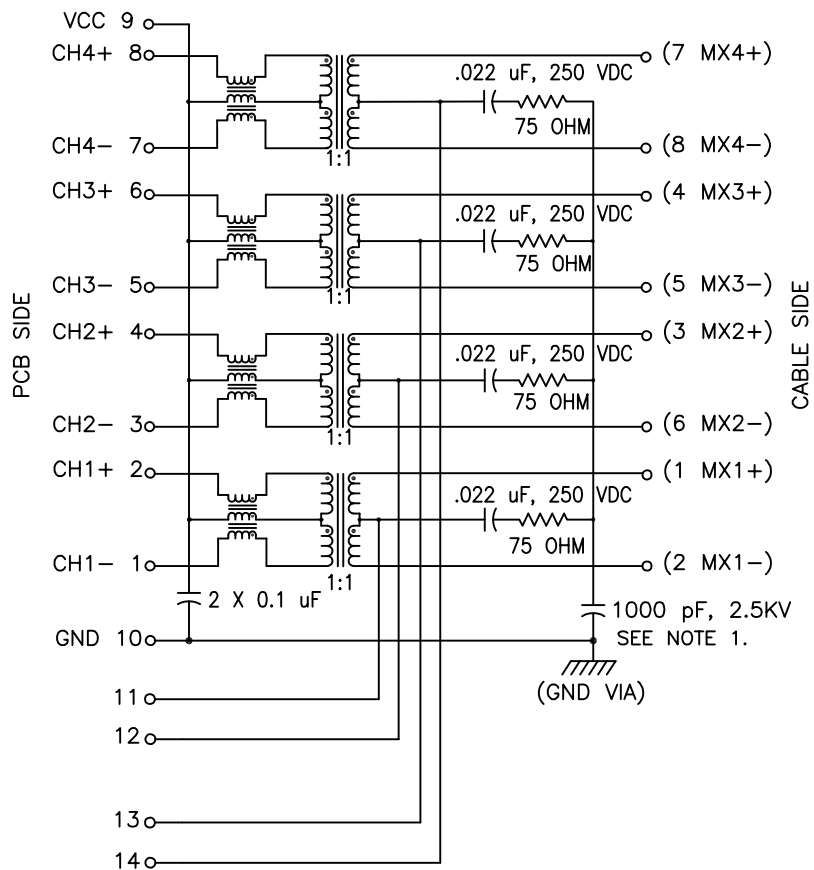 VCC 9
CH4+ 8
(7 MX4+)
.022 uF, 250 VDC
75 OHM
CH4- 7
(8 MX4-)
1:1
CH3+ 6
(4 MX3+)
.022 uF, 250 VDC
75 OHM
CH3- 5
(5 MX3-)
1:1
PCB SIDE
CABLE SIDE
CH2+ 4
(3 MX2+)
.022 uF, 250 VDC
75 OHM
CH2- 3
(6 MX2-)
1:1
CH1+ 2
(1 MX1+)
.022 uF, 250 VDC
75 OHM
CH1- 1
(2 MX1-)
1:1
2 X 0.1 uF
1000 pF, 2.5KV
GND 10
SEE NOTE 1.
(GND VIA)
11
12
13
14